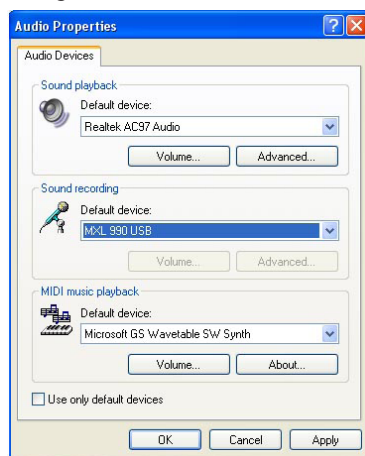 Audio Properties
Audio Devices
Sound playback
Default device:
Realtek AC97 Audio
Volume... Advanced...
Sound recording
Default device:
MXL 990 USB
Volume... Advanced...
MIDI music playback
Default device:
Microsoft GS Wavetable SW Synth
Volume... About...
Use only default devices
OK Cancel Apply